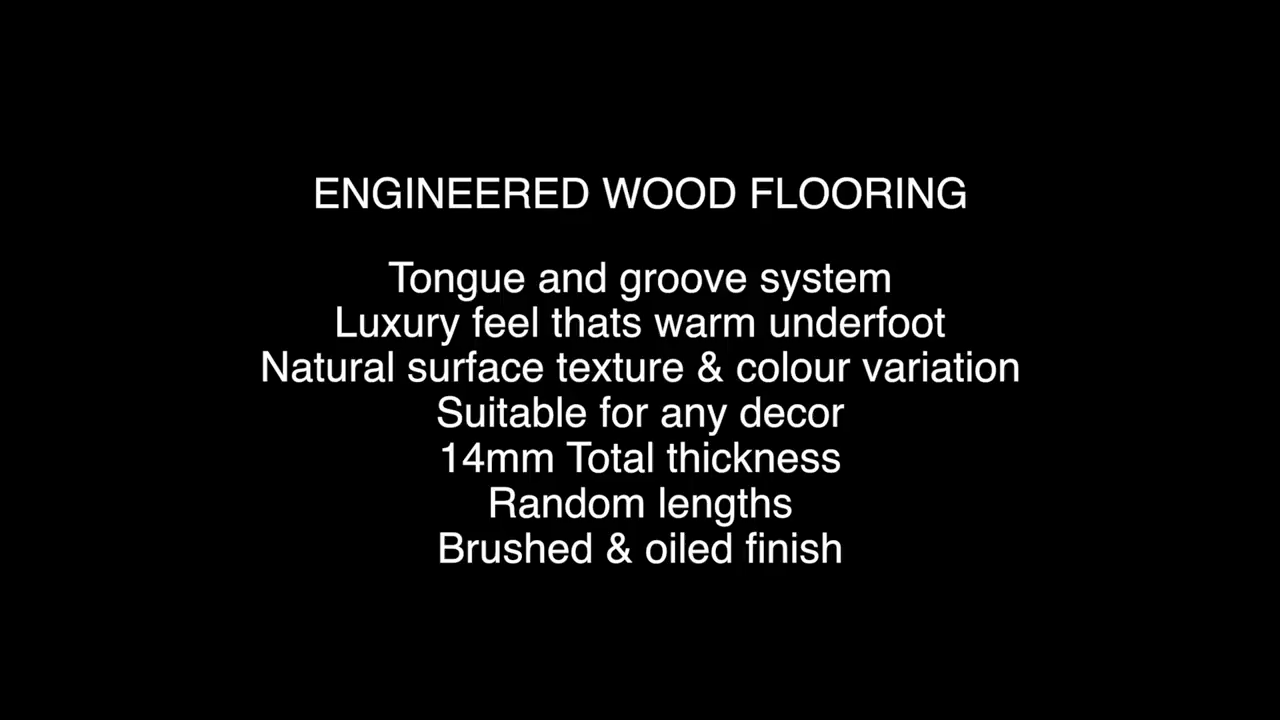 ENGINEERED WOOD FLOORING
Tongue and groove system
Luxury feel thats warm underfoot
Natural surface texture & colour variation
Suitable for any decor
14mm Total thickness
Random lengths
Brushed & oiled finish